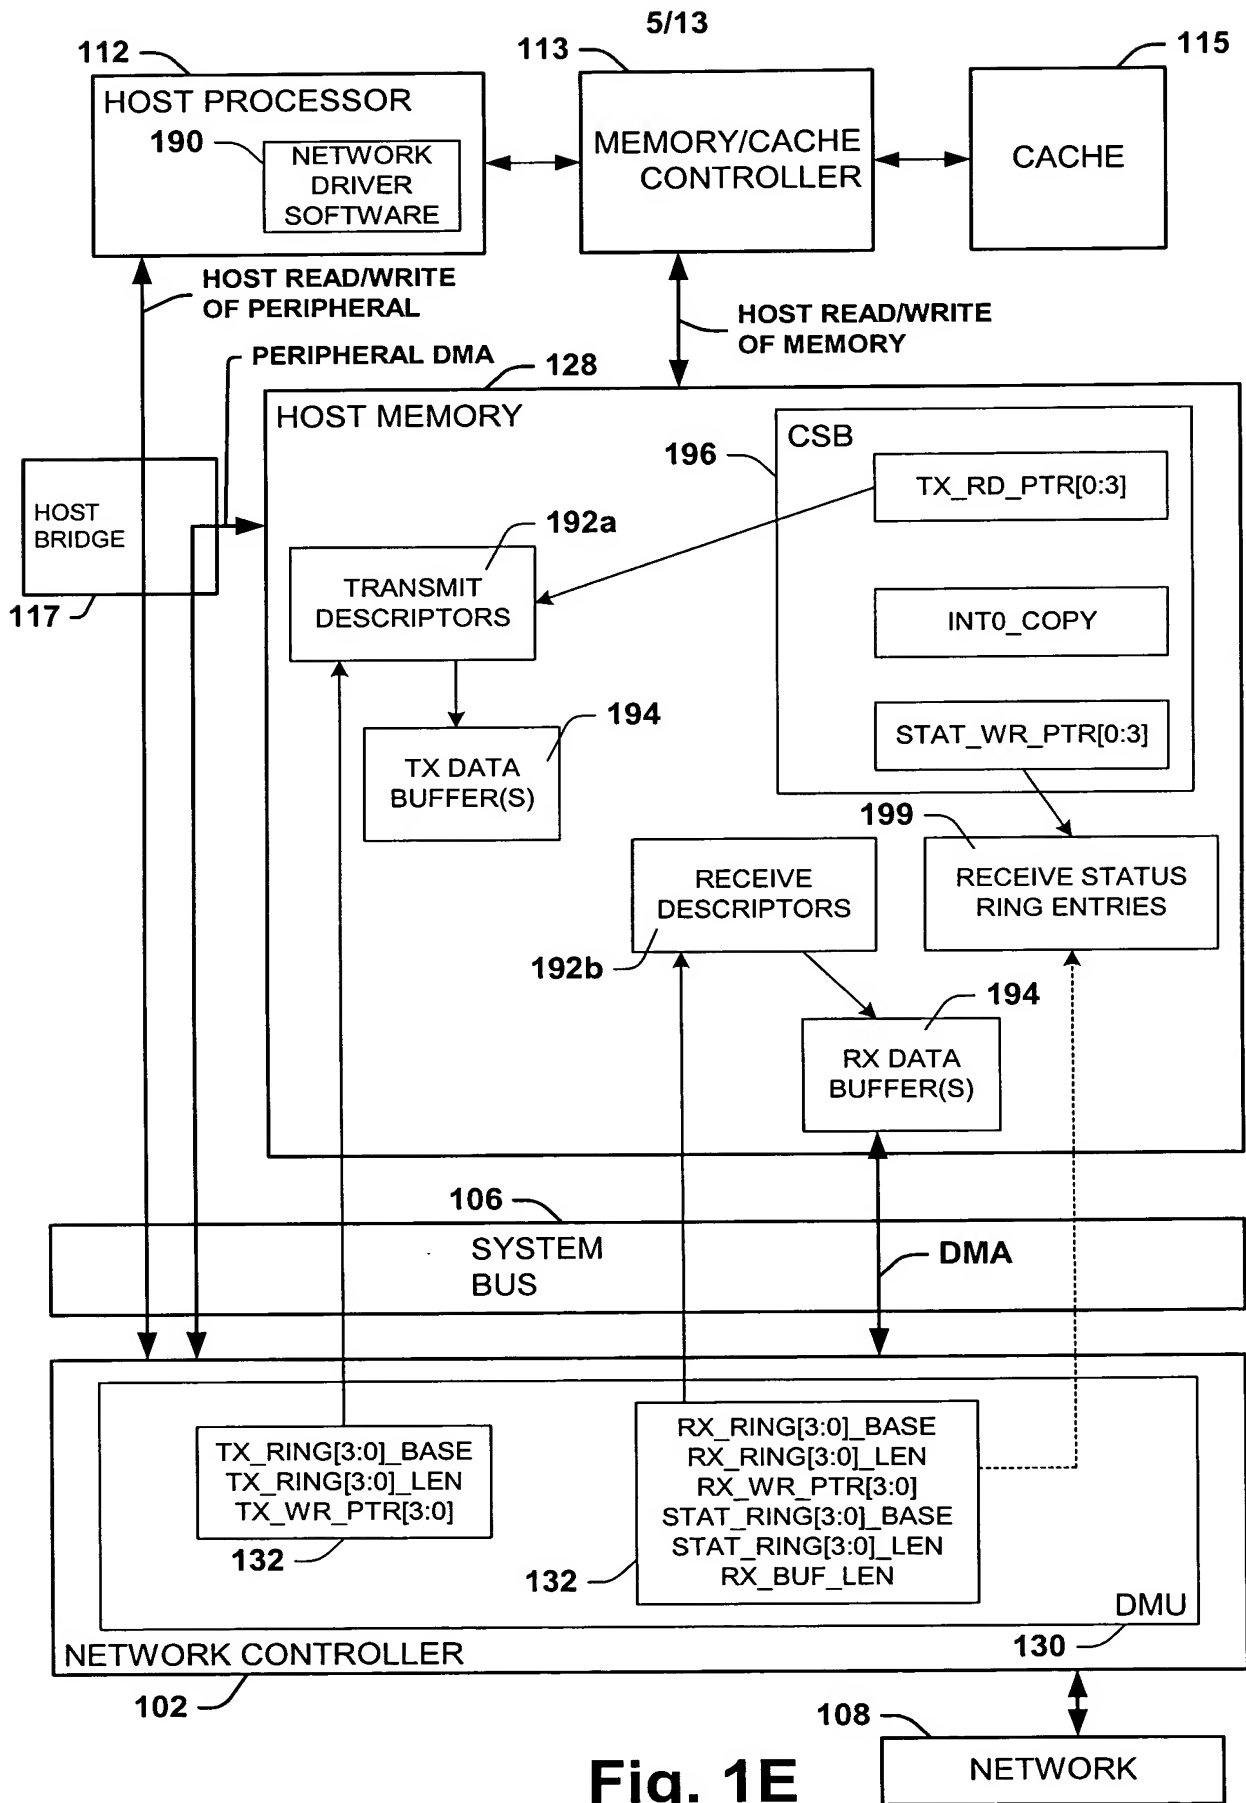 5/13
112
113
115
HOST PROCESSOR
190
NETWORK
DRIVER
SOFTWARE
MEMORY/CACHE
CONTROLLER
CACHE
HOST READ/WRITE
OF PERIPHERAL
HOST READ/WRITE
OF MEMORY
PERIPHERAL DMA
128
HOST MEMORY
CSB
196
TX_RD_PTR[0:3]
HOST
BRIDGE
117
192a
TRANSMIT
DESCRIPTORS
INT0_COPY
194
TX DATA
BUFFER(S)
STAT_WR_PTR[0:3]
199
RECEIVE
DESCRIPTORS
192b
RECEIVE STATUS
RING ENTRIES
194
RX DATA
BUFFER(S)
106
SYSTEM
BUS
DMA
TX_RING[3:0]_BASE
TX_RING[3:0]_LEN
TX_WR_PTR[3:0]
132
RX_RING[3:0]_BASE
RX_RING[3:0]_LEN
RX_WR_PTR[3:0]
STAT_RING[3:0]_BASE
STAT_RING[3:0]_LEN
RX_BUF_LEN
132
DMU
130
NETWORK CONTROLLER
102
108
NETWORK
Fig. 1E